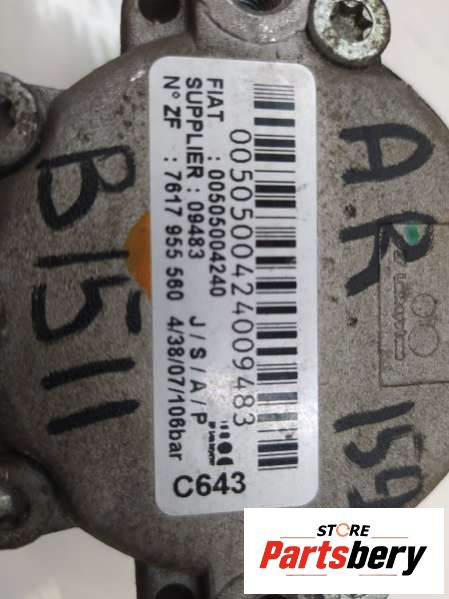 00505004240009483
FIAT : 00505004240
SUPPLIER : 09483
N° ZF : 7617 955 560
J / S / A / P
4/38/07/106bar
C643
B1511
AR
159
STORE
Partsbery